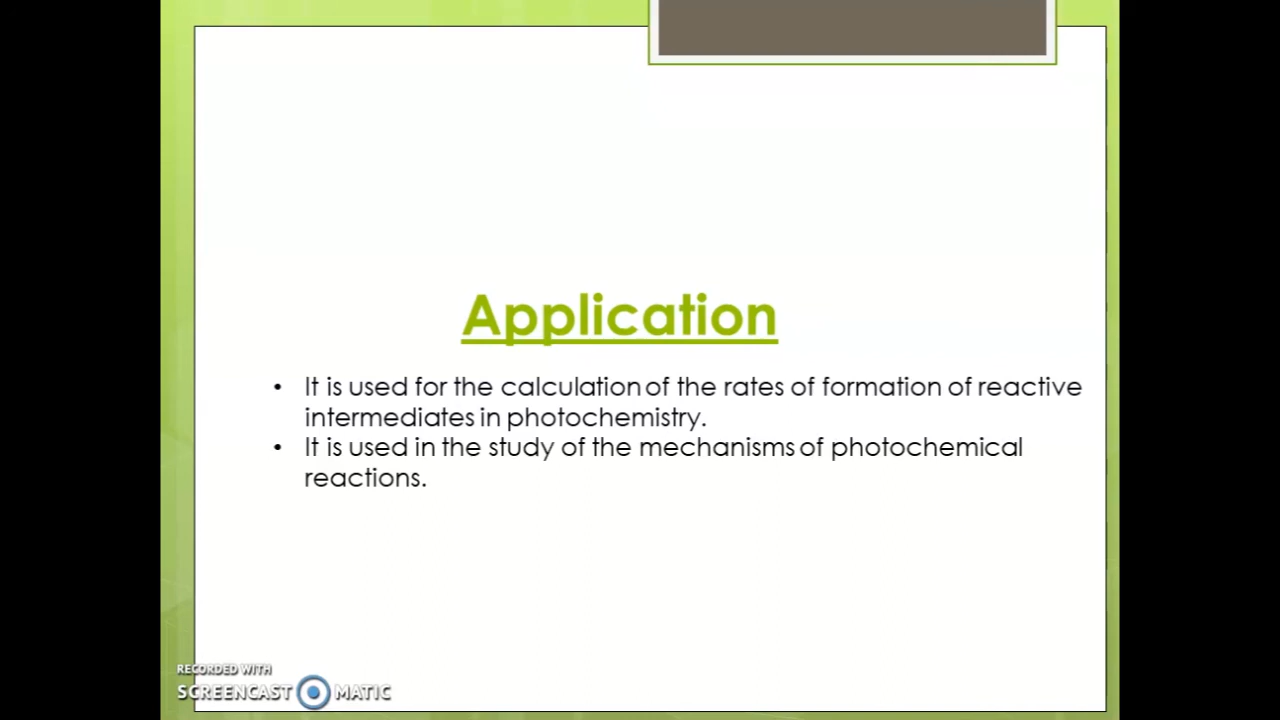 Application
• It is used for the calculation of the rates of formation of reactive
intermediates in photochemistry.
• It is used in the study of the mechanisms of photochemical
reactions.
RECORDED WITH
SCREENCAST MATIC